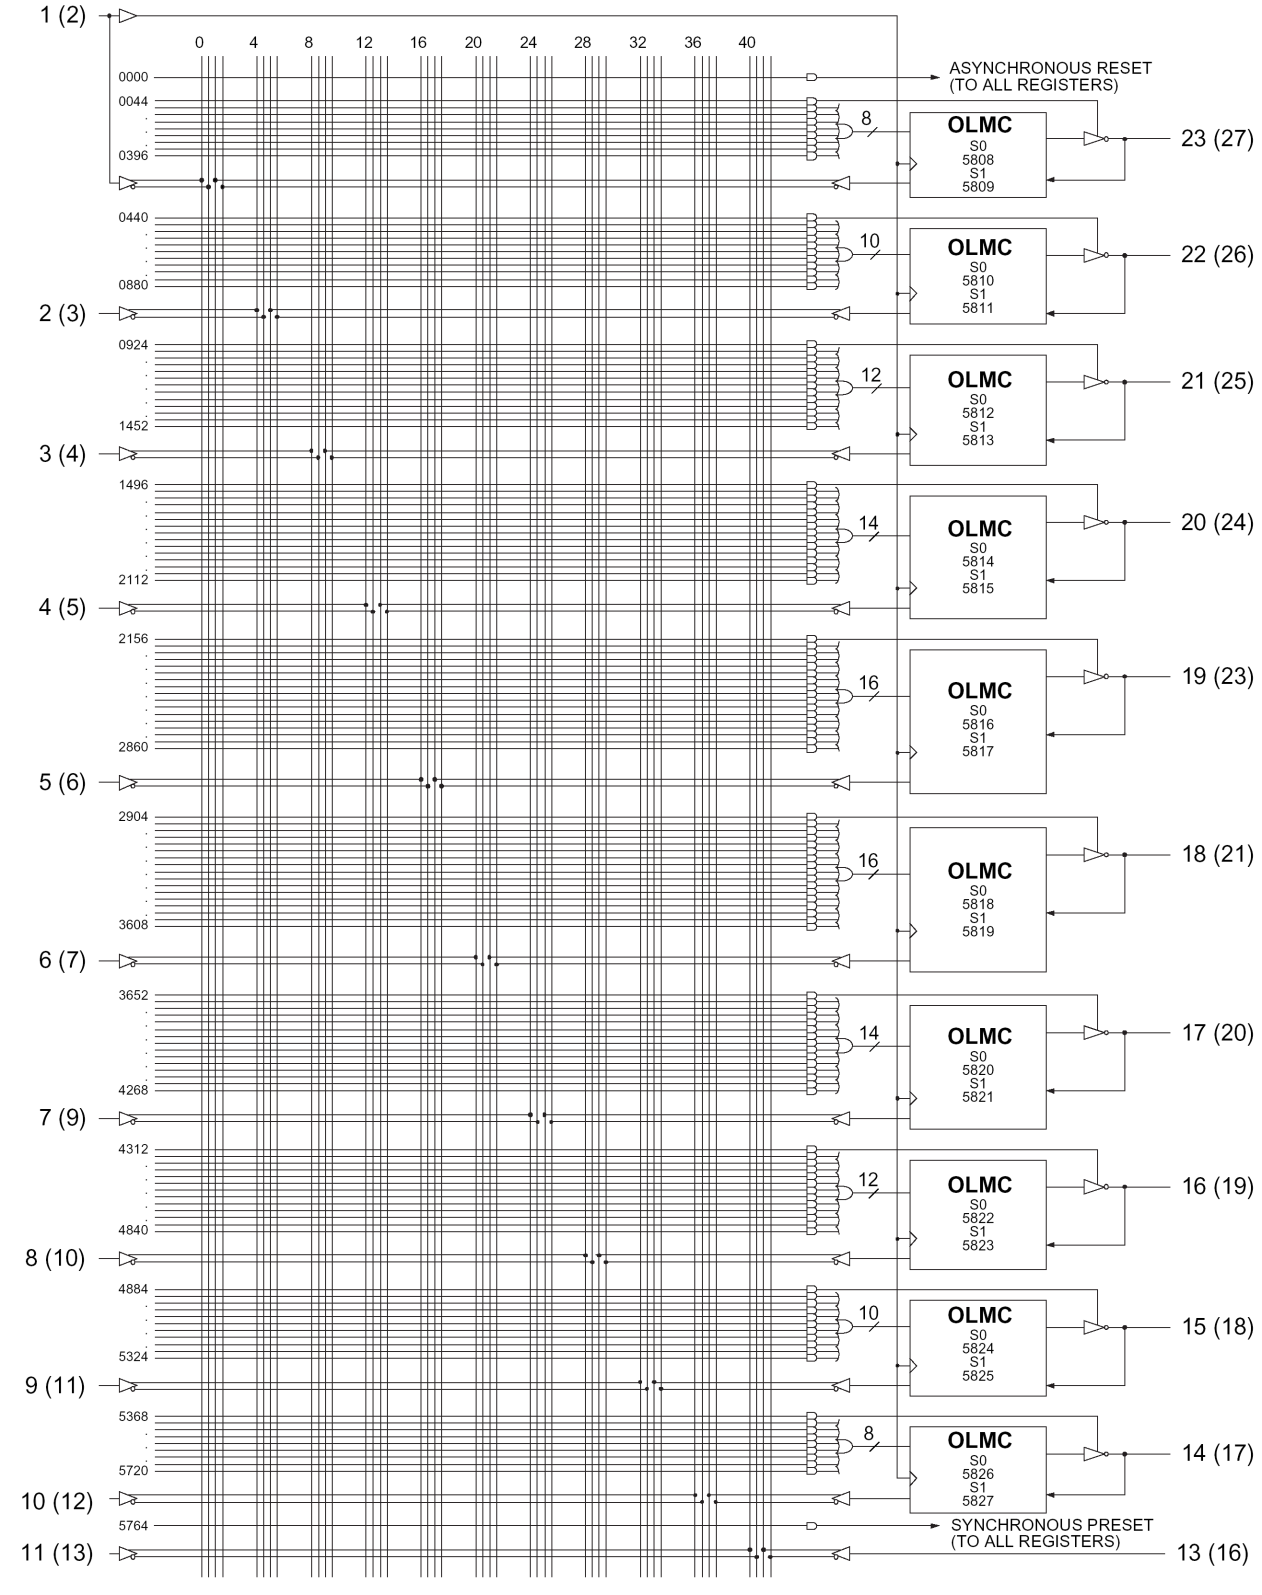 1 (2)
0 4 8 12 16 20 24 28 32 36 40
0000
ASYNCHRONOUS RESET
(TO ALL REGISTERS)
0044
0396
8
OLMC
S0
5808
S1
5809
23 (27)
0440
0880
10
OLMC
S0
5810
S1
5811
22 (26)
2 (3)
0924
1452
12
OLMC
S0
5812
S1
5813
21 (25)
3 (4)
1496
2112
14
OLMC
S0
5814
S1
5815
20 (24)
4 (5)
2156
2860
16
OLMC
S0
5816
S1
5817
19 (23)
5 (6)
2904
3608
16
OLMC
S0
5818
S1
5819
18 (21)
6 (7)
3652
4268
14
OLMC
S0
5820
S1
5821
17 (20)
7 (9)
4312
4840
12
OLMC
S0
5822
S1
5823
16 (19)
8 (10)
4884
5324
10
OLMC
S0
5824
S1
5825
15 (18)
9 (11)
5368
5720
8
OLMC
S0
5826
S1
5827
14 (17)
10 (12)
5764
SYNCHRONOUS PRESET
(TO ALL REGISTERS)
11 (13)
13 (16)